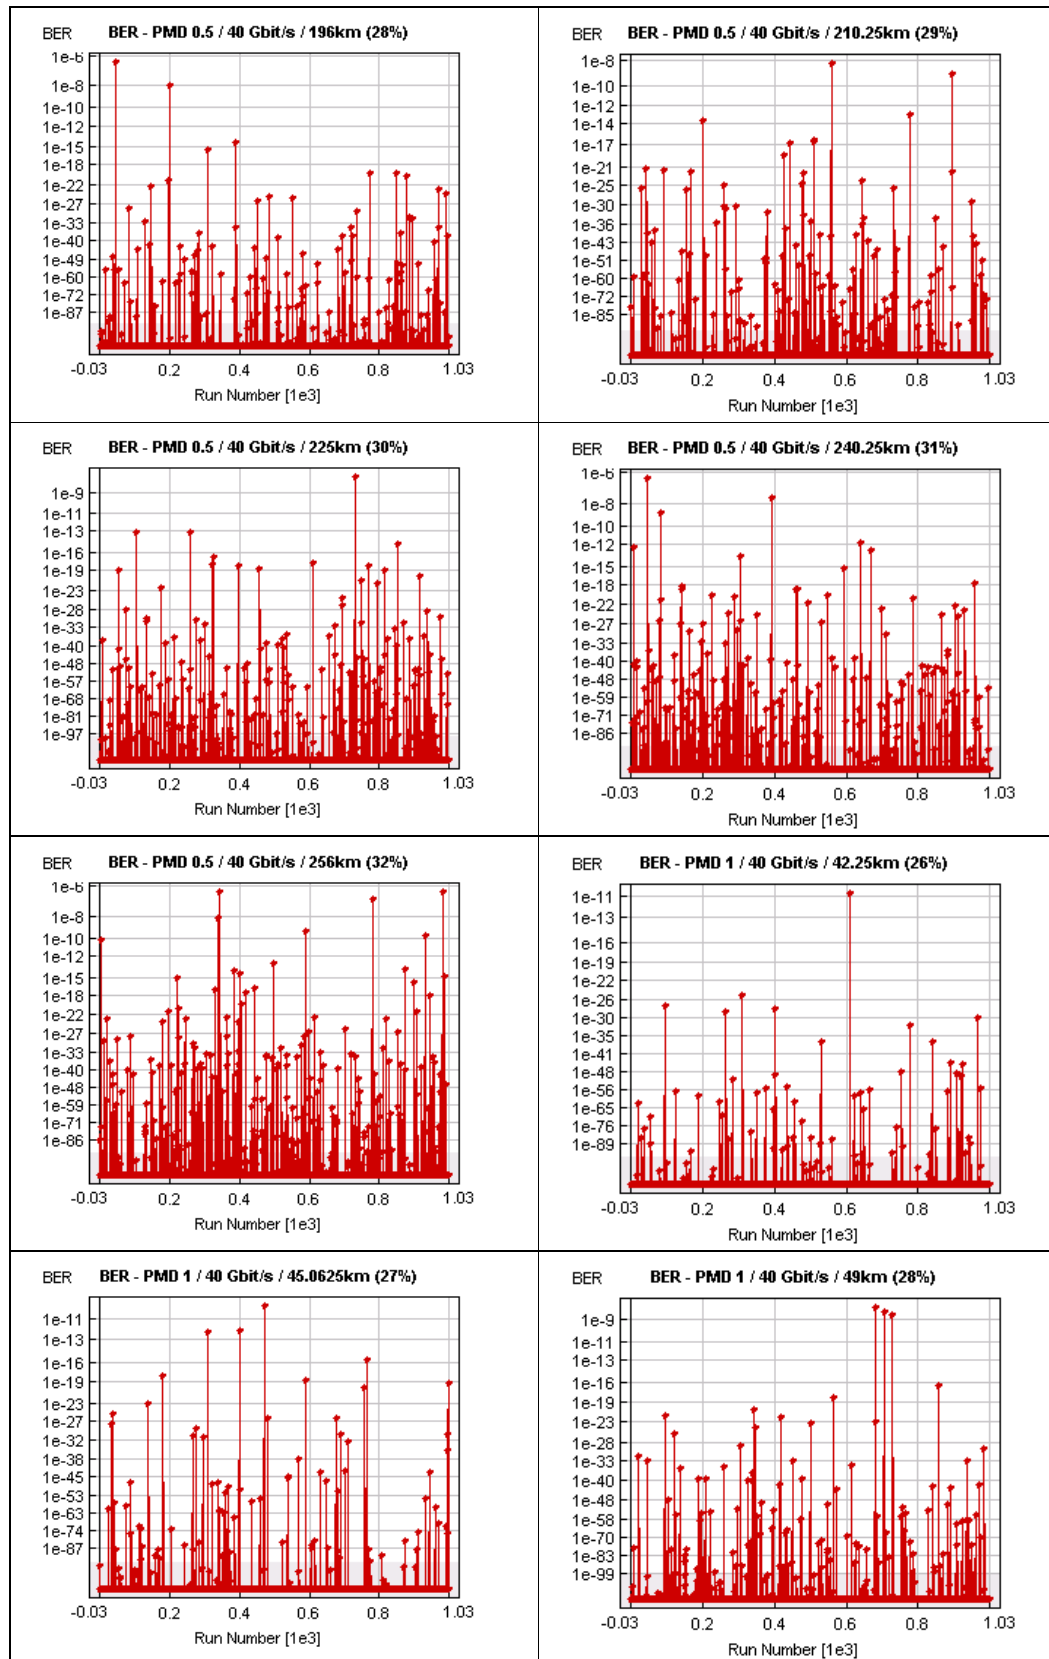 BER BER - PMD 0.5 / 40 Gbit/s / 196km (28%)
1e-6
1e-8
1e-10
1e-12
1e-15
1e-18
1e-22
1e-27
1e-33
1e-40
1e-49
1e-60
1e-72
1e-87
-0.03 0.2 0.4 0.6 0.8 1.03
Run Number [1e3]
BER BER - PMD 0.5 / 40 Gbit/s / 210.25km (29%)
1e-8
1e-10
1e-12
1e-14
1e-17
1e-21
1e-25
1e-30
1e-36
1e-43
1e-51
1e-60
1e-72
1e-85
-0.03 0.2 0.4 0.6 0.8 1.03
Run Number [1e3]
BER BER - PMD 0.5 / 40 Gbit/s / 225km (30%)
1e-9
1e-11
1e-13
1e-16
1e-19
1e-23
1e-28
1e-33
1e-40
1e-48
1e-57
1e-68
1e-81
1e-97
-0.03 0.2 0.4 0.6 0.8 1.03
Run Number [1e3]
BER BER - PMD 0.5 / 40 Gbit/s / 240.25km (31%)
1e-6
1e-8
1e-10
1e-12
1e-15
1e-18
1e-22
1e-27
1e-33
1e-40
1e-48
1e-59
1e-71
1e-86
-0.03 0.2 0.4 0.6 0.8 1.03
Run Number [1e3]
BER BER - PMD 0.5 / 40 Gbit/s / 256km (32%)
1e-6
1e-8
1e-10
1e-12
1e-15
1e-18
1e-22
1e-27
1e-33
1e-40
1e-48
1e-59
1e-71
1e-86
-0.03 0.2 0.4 0.6 0.8 1.03
Run Number [1e3]
BER BER - PMD 1 / 40 Gbit/s / 42.25km (26%)
1e-11
1e-13
1e-16
1e-19
1e-22
1e-26
1e-30
1e-35
1e-41
1e-48
1e-56
1e-65
1e-76
1e-89
-0.03 0.2 0.4 0.6 0.8 1.03
Run Number [1e3]
BER BER - PMD 1 / 40 Gbit/s / 45.0625km (27%)
1e-11
1e-13
1e-16
1e-19
1e-23
1e-27
1e-32
1e-38
1e-45
1e-53
1e-63
1e-74
1e-87
-0.03 0.2 0.4 0.6 0.8 1.03
Run Number [1e3]
BER BER - PMD 1 / 40 Gbit/s / 49km (28%)
1e-9
1e-11
1e-13
1e-16
1e-19
1e-23
1e-28
1e-33
1e-40
1e-48
1e-58
1e-70
1e-83
1e-99
-0.03 0.2 0.4 0.6 0.8 1.03
Run Number [1e3]